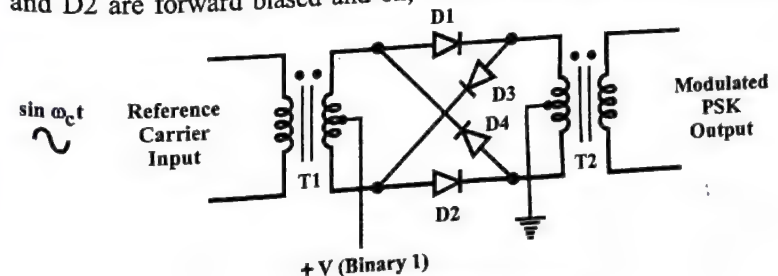 and D2 are forward biased and on,
D1
sin ω_c t
Reference
Carrier
Input
T1
D3
D4
D2
T2
Modulated
PSK
Output
+ V (Binary 1)